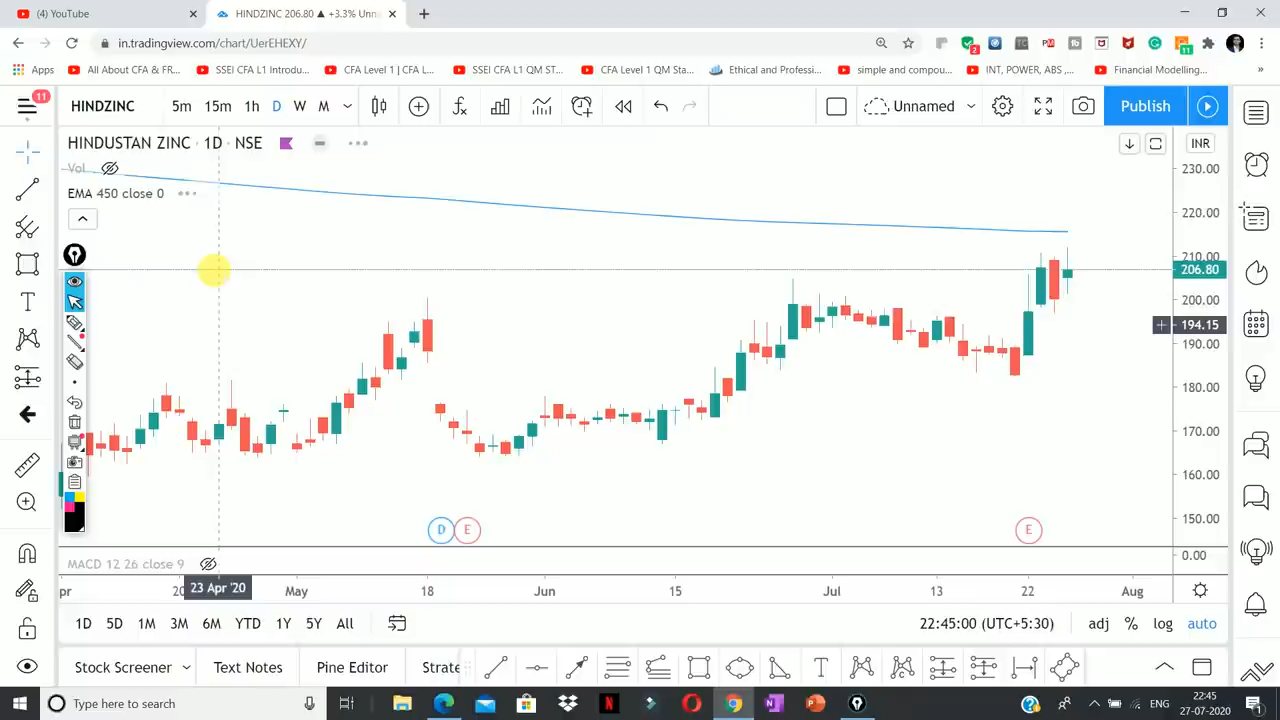 (4) YouTube
HINDZINC 206.80 ▲ +3.3% Unna
in.tradingview.com/chart/UerEHEXY/
2
11
Apps
All About CFA & FR...
SSEI CFA L1 Introdu...
CFA Level 1 | CFA L...
SSEI CFA L1 QM ST...
CFA Level 1 QM Sta...
Ethical and Professi...
simple and compou...
INT, POWER, ABS ,...
Financial Modelling...
»
11
HINDZINC
5m
15m
1h
D
W
M
Unnamed
Publish
HINDUSTAN ZINC · 1D · NSE
INR
Vol
EMA 450 close 0
230.00
220.00
210.00
206.80
200.00
194.15
190.00
180.00
170.00
160.00
150.00
0.00
D
E
E
MACD 12 26 close 9
pr
20
23 Apr '20
May
18
Jun
15
Jul
13
22
Aug
1D
5D
1M
3M
6M
YTD
1Y
5Y
All
22:45:00 (UTC+5:30)
adj
%
log
auto
Stock Screener
Text Notes
Pine Editor
Strate
Type here to search
ENG
22:45
27-07-2020
1